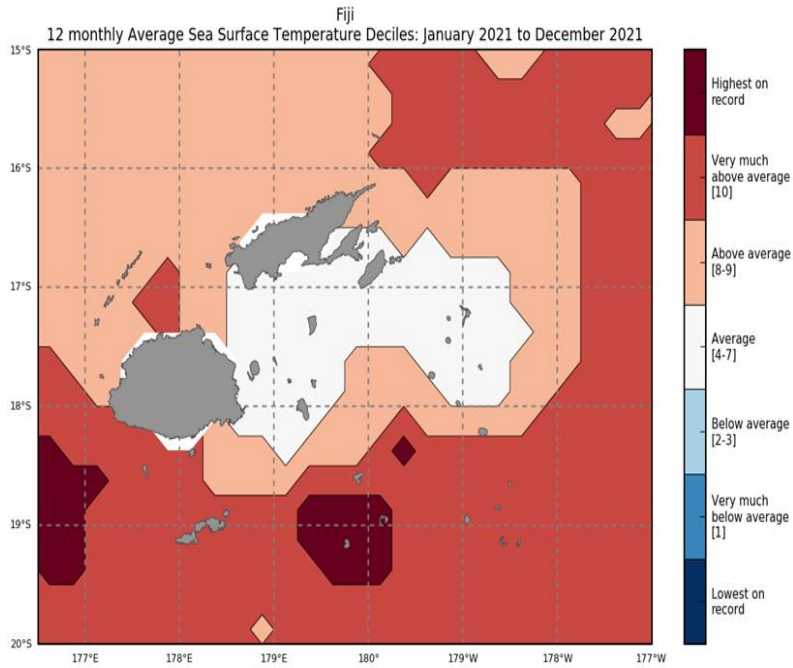 Fiji
12 monthly Average Sea Surface Temperature Deciles: January 2021 to December 2021
15°S
16°S
17°S
18°S
19°S
20°S
177°E
178°E
179°E
180°
179°W
178°W
177°W
Highest on
record
Very much
above average
[10]
Above average
[8-9]
Average
[4-7]
Below average
[2-3]
Very much
below average
[1]
Lowest on
record